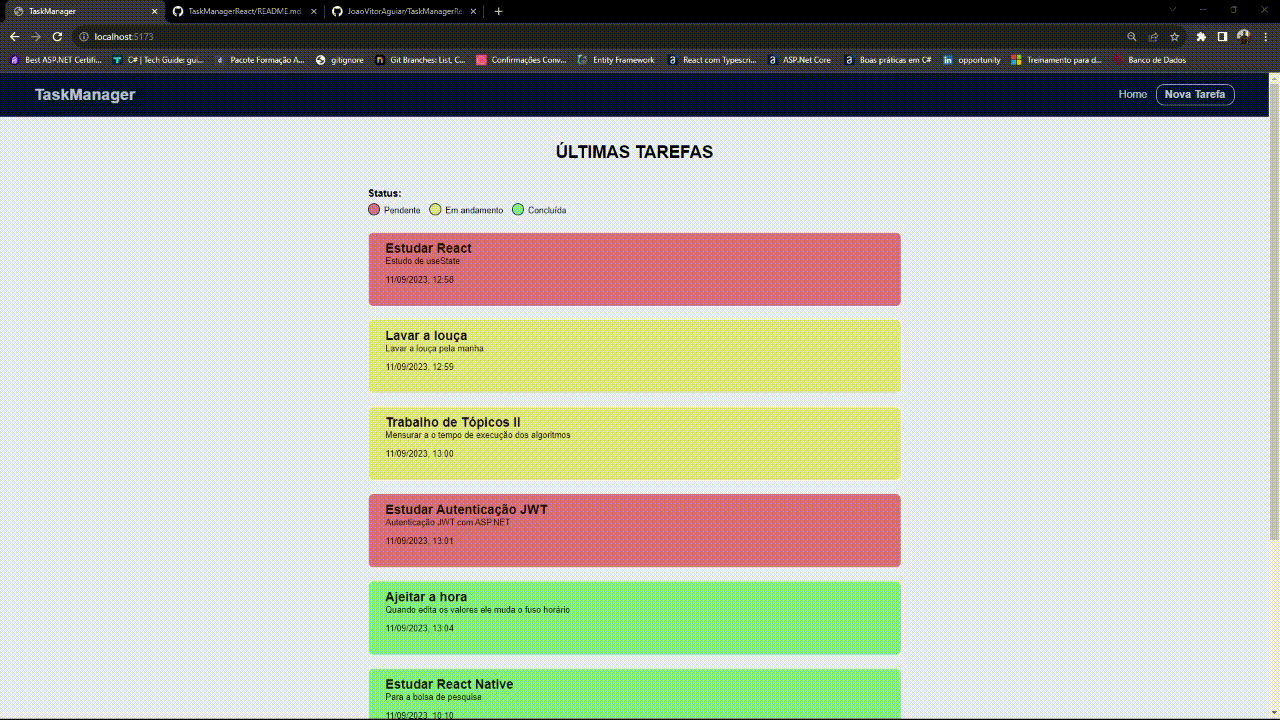 TaskManager
TaskManagerReact/README.md
JoaoVitorAguiar/TaskManagerRe
localhost:5173
Best ASP.NET Certifi...
C# | Tech Guide: gui...
Pacote Formação A...
gitignore
Git Branches: List, C...
Confirmações Conv...
Entity Framework
React com Typescri...
ASP.Net Core
Boas práticas em C#
opportunity
Treinamento para d...
Banco de Dados
TaskManager
Home
Nova Tarefa
ÚLTIMAS TAREFAS
Status:
Pendente Em andamento Concluída
Estudar React
Estudo de useState
11/09/2023, 12:58
Lavar a louça
Lavar a louça pela manha
11/09/2023, 12:59
Trabalho de Tópicos II
Mensurar a o tempo de execução dos algoritmos
11/09/2023, 13:00
Estudar Autenticação JWT
Autenticação JWT com ASP.NET
11/09/2023, 13:01
Ajeitar a hora
Quando edita os valores ele muda o fuso horário
11/09/2023, 13:04
Estudar React Native
Para a bolsa de pesquisa
11/09/2023, 10:10